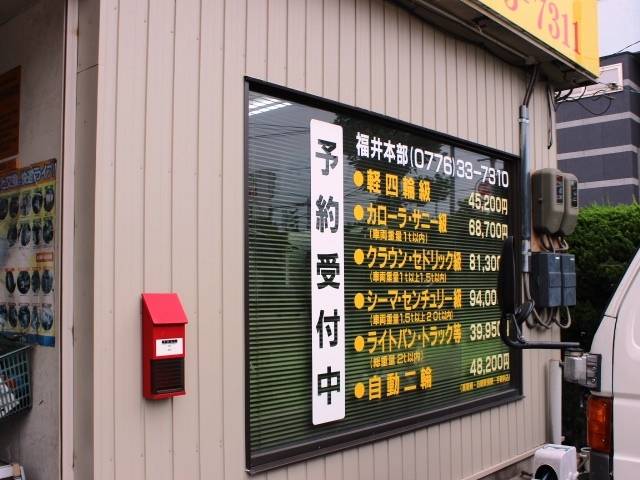 7311
予約受付中
福井本部(0776)33-7310
●軽四輪級 45,200円
●カローラ・サニー級 68,700円
(車両重量1t以内)
●クラウン・セドリック級 81,300
(車両重量1t以上1.5t以内)
●シーマ・センチュリー級 94,00
(車両重量1.5t以上2.0t以内)
●ライトバン・トラック等 39,950
(総重量2t以内)
●自動二輪 48,200円